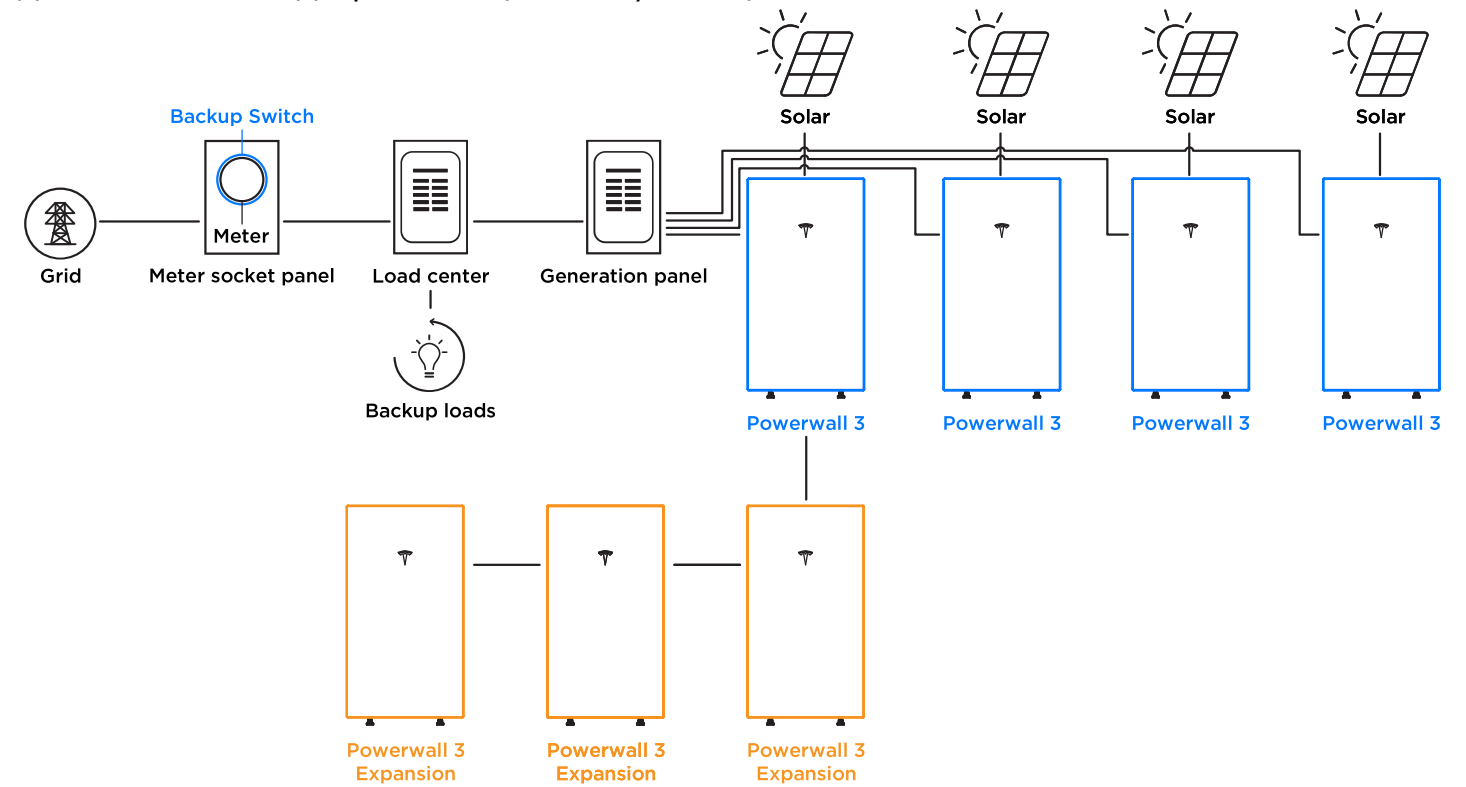 Solar
Solar
Solar
Solar
Backup Switch
Meter
Grid
Meter socket panel
Load center
Generation panel
Backup loads
Powerwall 3
Powerwall 3
Powerwall 3
Powerwall 3
Powerwall 3
Expansion
Powerwall 3
Expansion
Powerwall 3
Expansion